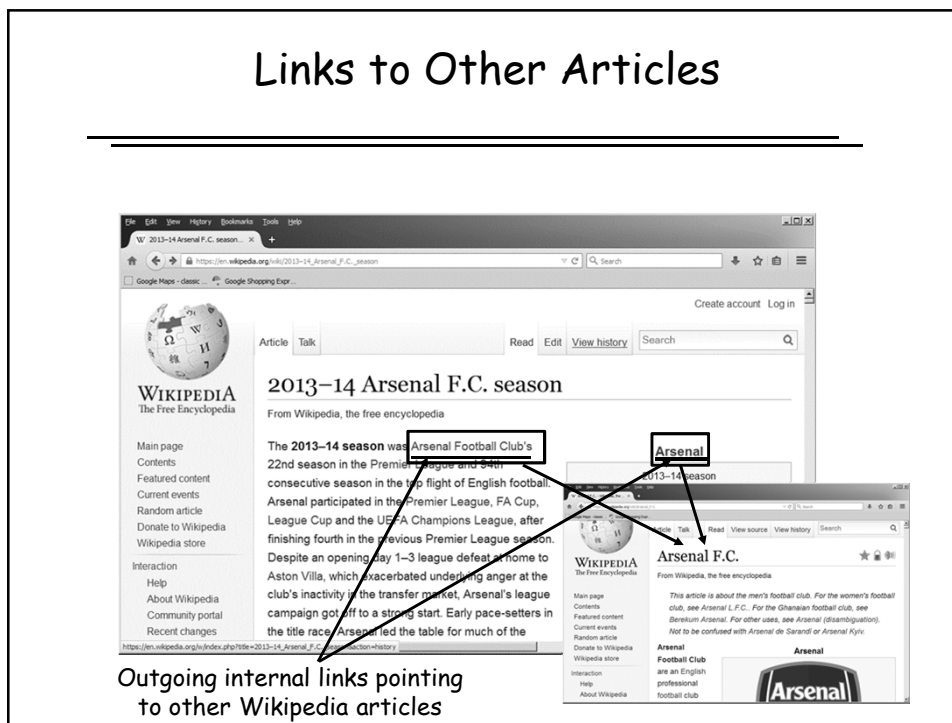 Links to Other Articles
File Edit View History Bookmarks Tools Help
W 2013–14 Arsenal F.C. season... × +
https://en.wikipedia.org/wiki/2013–14_Arsenal_F.C._season Search
Google Maps - classic ... Google Shopping Expr...
Create account Log in
Article Talk Read Edit View history Search
WIKIPEDIA
The Free Encyclopedia
Main page
Contents
Featured content
Current events
Random article
Donate to Wikipedia
Wikipedia store
Interaction
Help
About Wikipedia
Community portal
Recent changes
2013–14 Arsenal F.C. season
From Wikipedia, the free encyclopedia
The 2013–14 season was Arsenal Football Club's
22nd season in the Premier League and 94th
consecutive season in the top flight of English football.
Arsenal participated in the Premier League, FA Cup,
League Cup and the UEFA Champions League, after
finishing fourth in the previous Premier League season.
Despite an opening day 1–3 league defeat at home to
Aston Villa, which exacerbated underlying anger at the
club's inactivity in the transfer market, Arsenal's league
campaign got off to a strong start. Early pace-setters in
the title race, Arsenal led the table for much of the
Arsenal
2013–14 season
https://en.wikipedia.org/w/index.php?title=2013–14_Arsenal_F.C._season&action=history
Article Talk Read View source View history Search
WIKIPEDIA
The Free Encyclopedia
Main page
Contents
Featured content
Current events
Random article
Donate to Wikipedia
Wikipedia store
Interaction
Help
About Wikipedia
Arsenal F.C.
From Wikipedia, the free encyclopedia
This article is about the men's football club. For the women's football
club, see Arsenal L.F.C.. For the Ghanaian football club, see
Berekum Arsenal. For other uses, see Arsenal (disambiguation).
Not to be confused with Arsenal de Sarandí or Arsenal Kyiv.
Arsenal
Football Club
are an English
professional
football club
Arsenal
Arsenal
Outgoing internal links pointing
to other Wikipedia articles